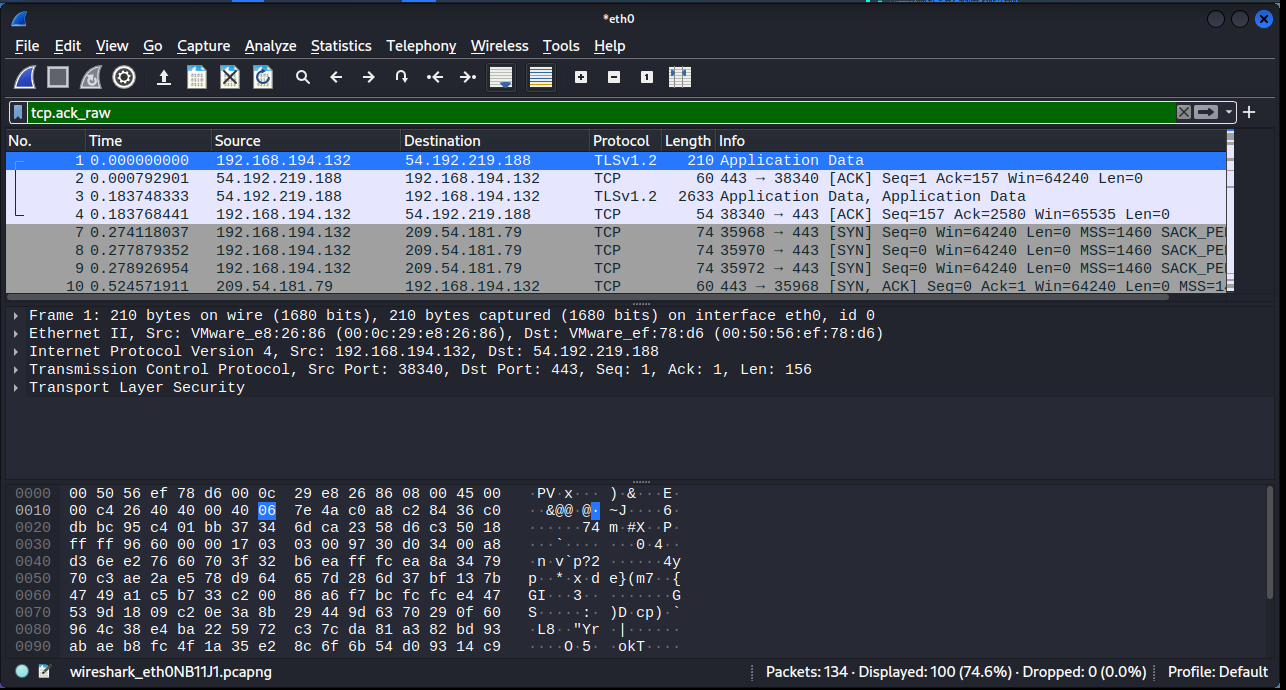 *eth0
File Edit View Go Capture Analyze Statistics Telephony Wireless Tools Help
tcp.ack_raw
No. Time Source Destination Protocol Length Info
1 0.000000000 192.168.194.132 54.192.219.188 TLSv1.2 210 Application Data
2 0.000792901 54.192.219.188 192.168.194.132 TCP 60 443 → 38340 [ACK] Seq=1 Ack=157 Win=64240 Len=0
3 0.183748333 54.192.219.188 192.168.194.132 TLSv1.2 2633 Application Data, Application Data
4 0.183768441 192.168.194.132 54.192.219.188 TCP 54 38340 → 443 [ACK] Seq=157 Ack=2580 Win=65535 Len=0
7 0.274118037 192.168.194.132 209.54.181.79 TCP 74 35968 → 443 [SYN] Seq=0 Win=64240 Len=0 MSS=1460 SACK_PE
8 0.277879352 192.168.194.132 209.54.181.79 TCP 74 35970 → 443 [SYN] Seq=0 Win=64240 Len=0 MSS=1460 SACK_PE
9 0.278926954 192.168.194.132 209.54.181.79 TCP 74 35972 → 443 [SYN] Seq=0 Win=64240 Len=0 MSS=1460 SACK_PE
10 0.524571911 209.54.181.79 192.168.194.132 TCP 60 443 → 35968 [SYN, ACK] Seq=0 Ack=1 Win=64240 Len=0 MSS=1
Frame 1: 210 bytes on wire (1680 bits), 210 bytes captured (1680 bits) on interface eth0, id 0
Ethernet II, Src: VMware_e8:26:86 (00:0c:29:e8:26:86), Dst: VMware_ef:78:d6 (00:50:56:ef:78:d6)
Internet Protocol Version 4, Src: 192.168.194.132, Dst: 54.192.219.188
Transmission Control Protocol, Src Port: 38340, Dst Port: 443, Seq: 1, Ack: 1, Len: 156
Transport Layer Security
0000 00 50 56 ef 78 d6 00 0c 29 e8 26 86 08 00 45 00 ·PV·x··· )·&···E·
0010 00 c4 26 40 40 00 40 06 7e 4a c0 a8 c2 84 36 c0 ··&@@·@· ~J····6·
0020 db bc 95 c4 01 bb 37 34 6d ca 23 58 d6 c3 50 18 ······74 m·#X··P·
0030 ff ff 96 60 00 00 17 03 03 00 97 30 d0 34 00 a8 ···`···· ···0·4··
0040 d3 6e e2 76 60 70 3f 32 b6 ea ff fc ea 8a 34 79 ·n·v`p?2 ······4y
0050 70 c3 ae 2a e5 78 d9 64 65 7d 28 6d 37 bf 13 7b p··*·x·d e}(m7··{
0060 47 49 a1 c5 b7 33 c2 00 86 a6 f7 bc fc fc e4 47 GI···3·· ·······G
0070 53 9d 18 09 c2 0e 3a 8b 29 44 9d 63 70 29 0f 60 S·····:· )D·cp)·`
0080 96 4c 38 e4 ba 22 59 72 c3 7c da 81 a3 82 bd 93 ·L8··"Yr ·|······
0090 ab ae b8 fc 4f 1a 35 e2 8c 6f 6b 54 d0 93 14 c9 ····O·5· ·okT····
wireshark_eth0NB11J1.pcapng Packets: 134 · Displayed: 100 (74.6%) · Dropped: 0 (0.0%) Profile: Default